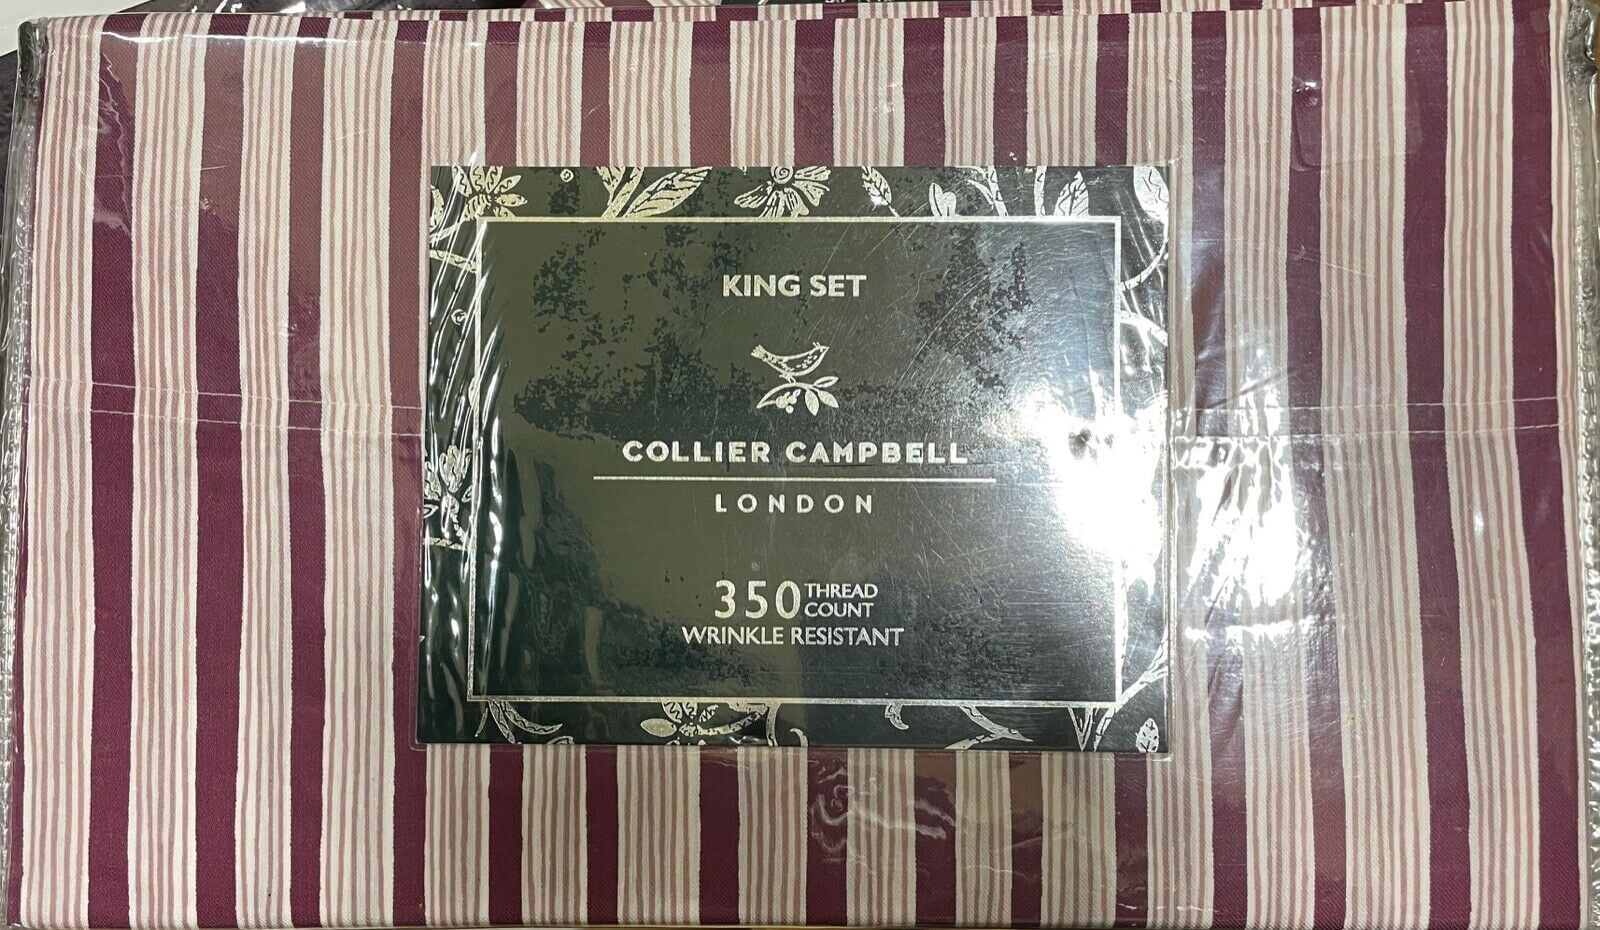 KING SET
COLLIER CAMPBELL
LONDON
350 THREAD COUNT
WRINKLE RESISTANT